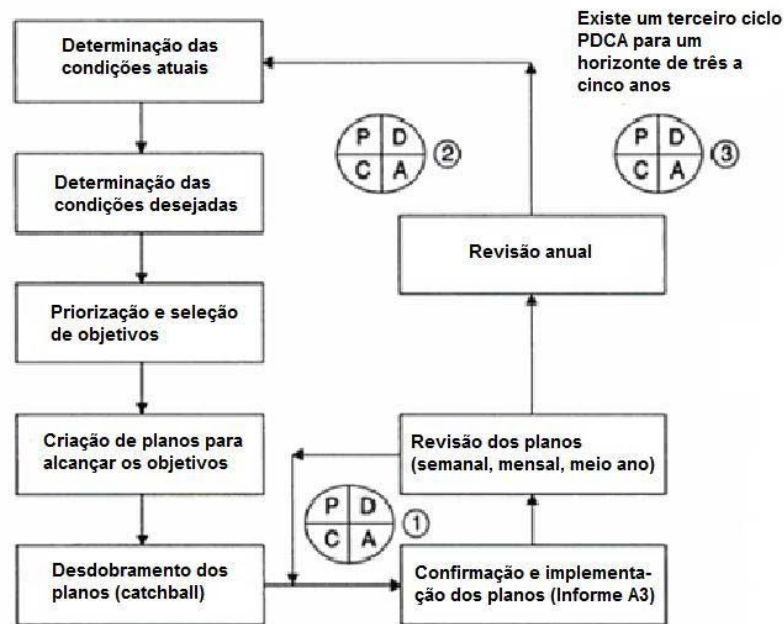 Determinação das
condições atuais
Existe um terceiro ciclo
PDCA para um
horizonte de três a
cinco anos
P D
C A
2
P D
C A
3
Determinação das
condições desejadas
Revisão anual
Priorização e seleção
de objetivos
Criação de planos para
alcançar os objetivos
Revisão dos planos
(semanal, mensal, meio ano)
P D
C A
1
Desdobramento dos
planos (catchball)
Confirmação e implementa-
ção dos planos (Informe A3)